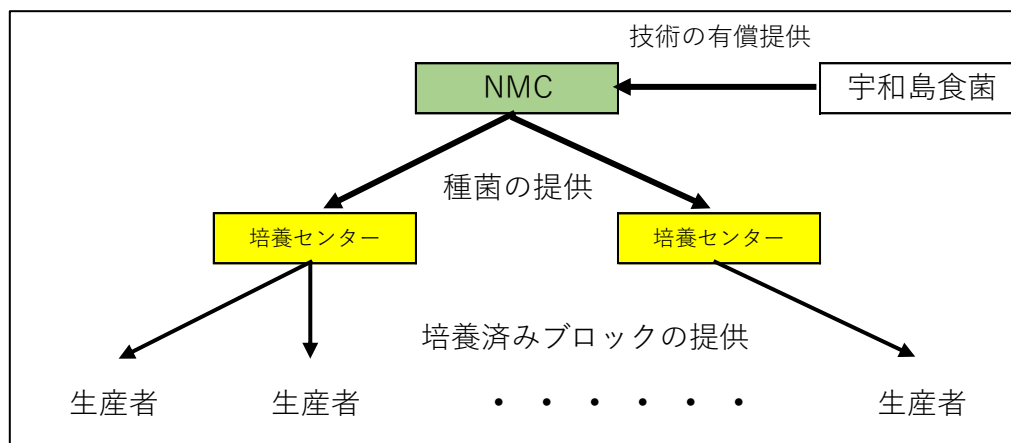 技術の有償提供
NMC
宇和島食菌
種菌の提供
培養センター
培養センター
培養済みブロックの提供
生産者
生産者
・・・・・・
生産者